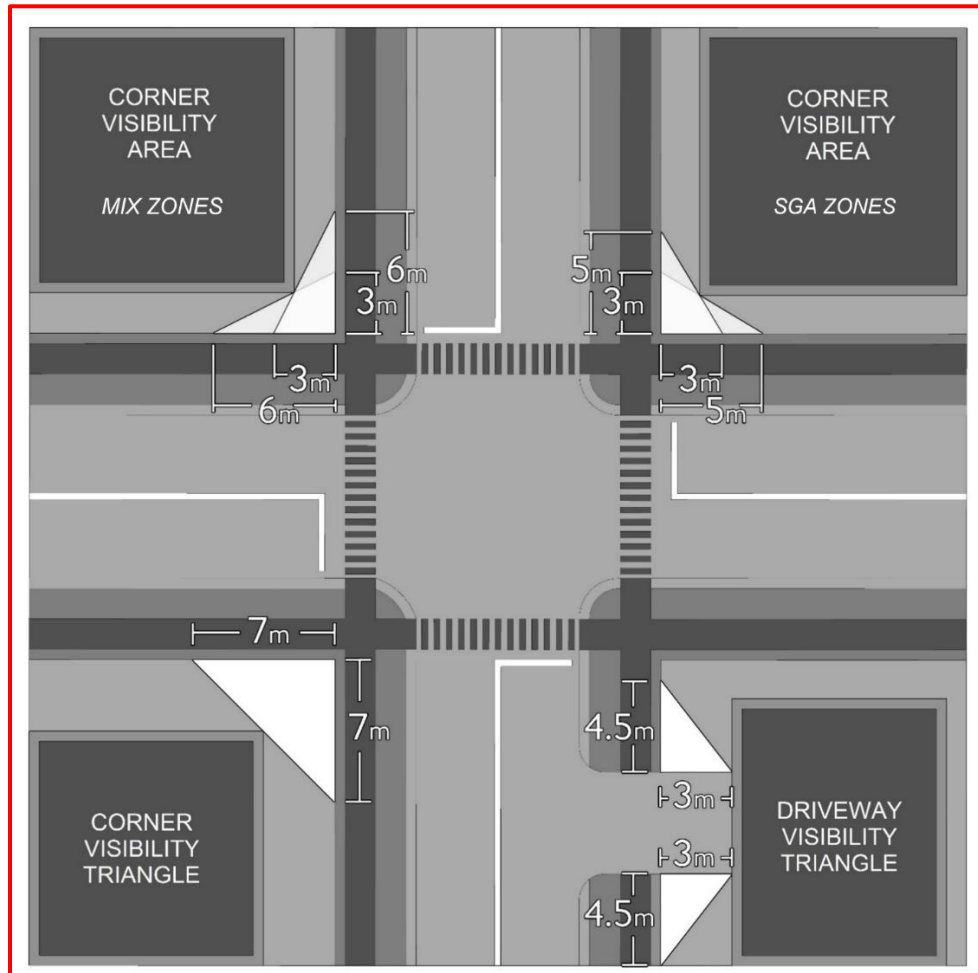 CORNER
VISIBILITY
AREA
MIX ZONES
CORNER
VISIBILITY
AREA
SGA ZONES
6m
3m
5m
3m
3m
6m
3m
5m
7m
7m
4.5m
3m
3m
4.5m
CORNER
VISIBILITY
TRIANGLE
DRIVEWAY
VISIBILITY
TRIANGLE